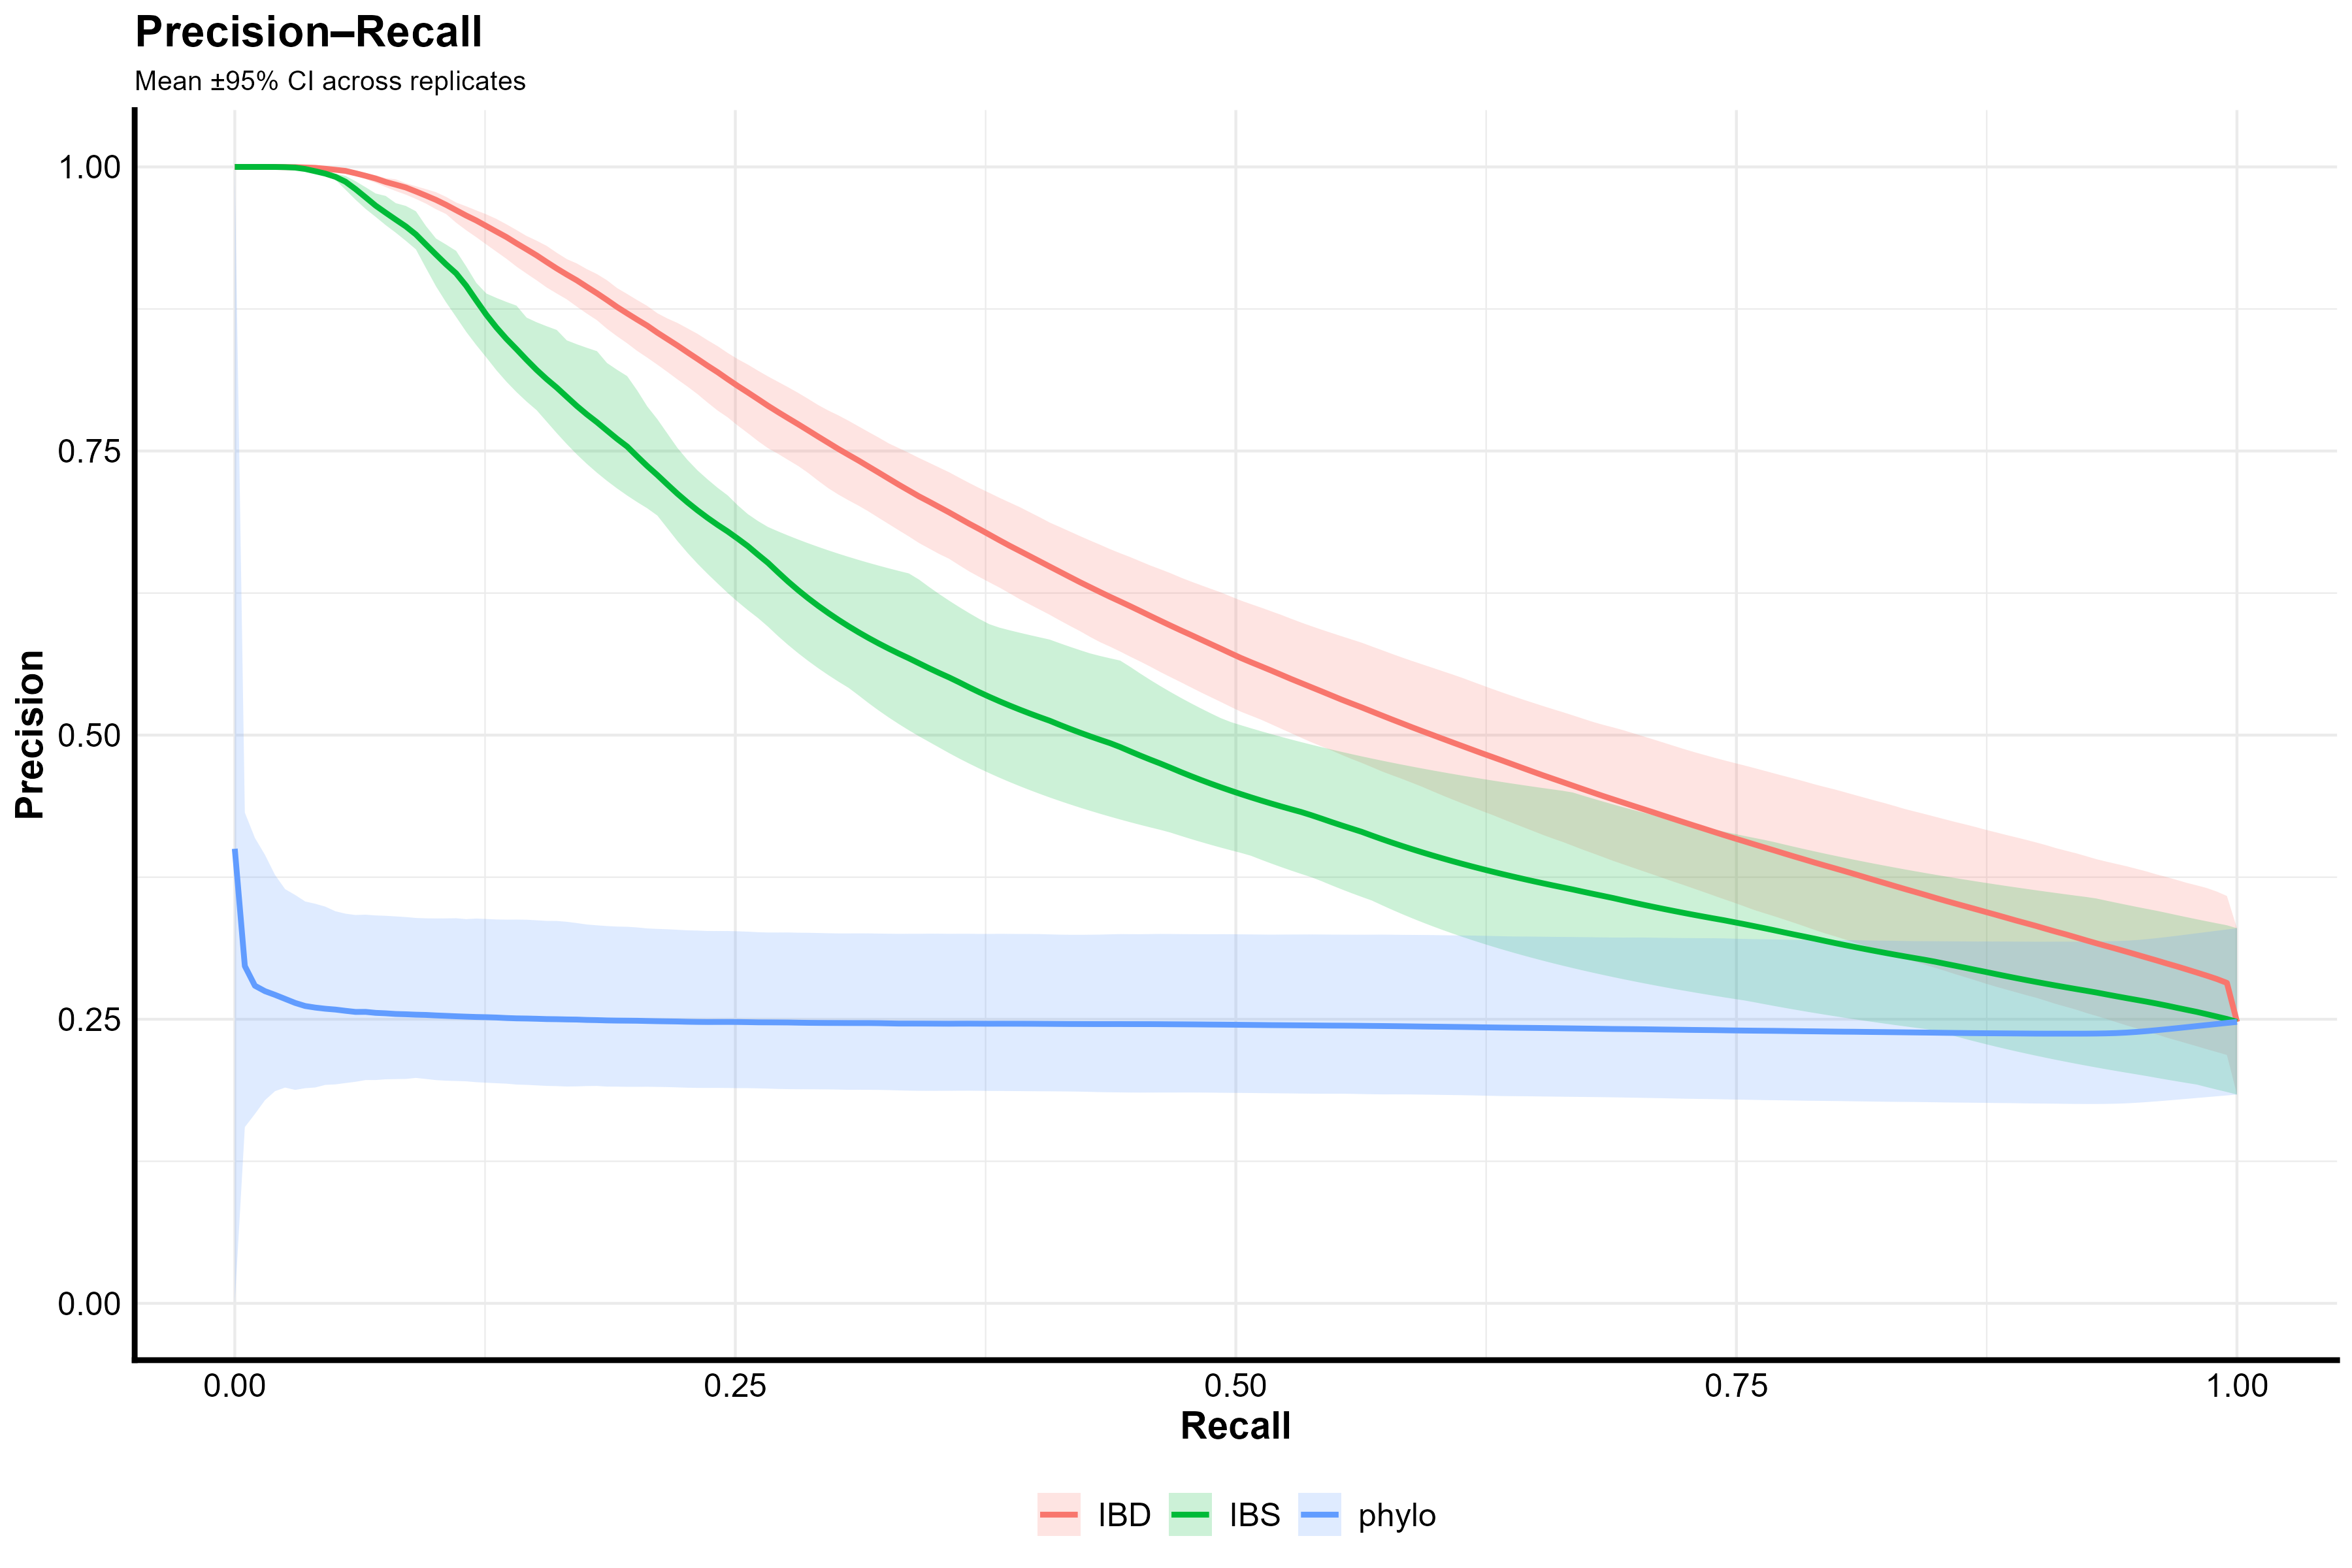 Precision–Recall
Mean ±95% CI across replicates
1.00
0.75
0.50
0.25
0.00
Precision
0.00 0.25 0.50 0.75 1.00
Recall
IBD IBS phylo